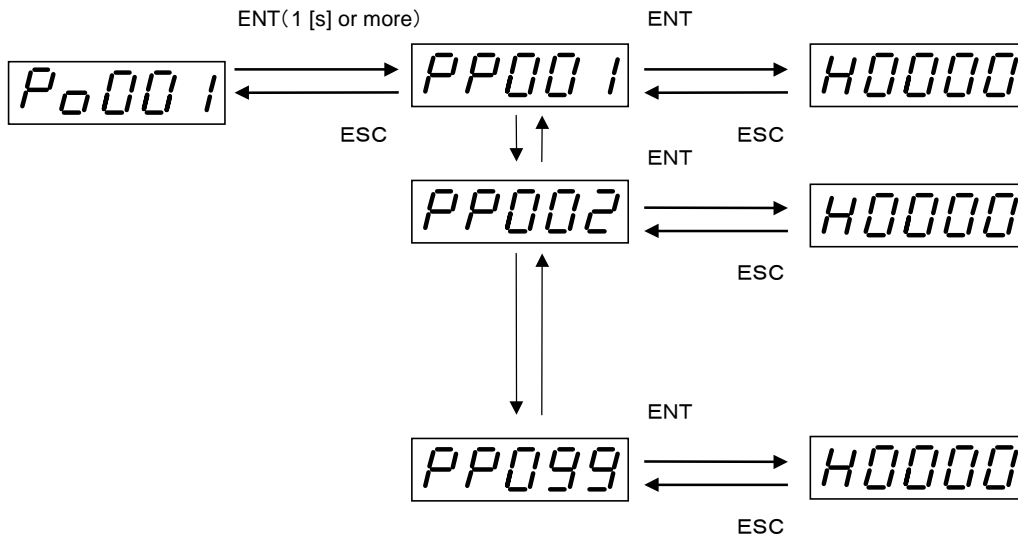 ENT(1 [s] or more) ENT
Po001 PP001 H0000
ESC ESC
ENT
PP002 H0000
ESC
ENT
PP099 H0000
ESC